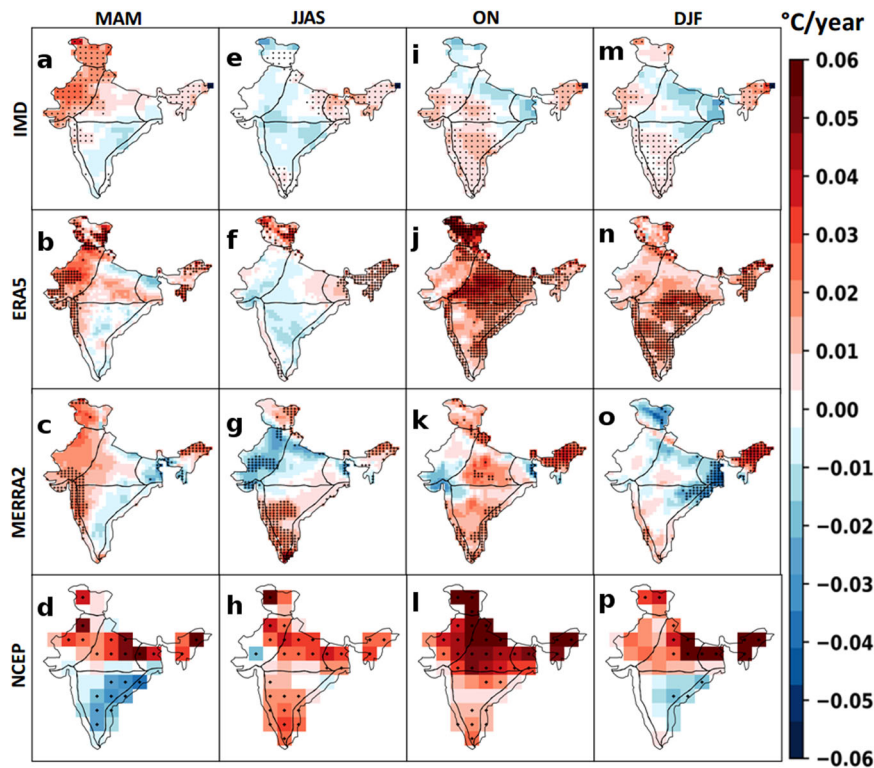 MAM JJAS ON DJF °C/year
IMD a e i m
ERA5 b f j n
MERRA2 c g k o
NCEP d h l p
0.06
0.05
0.04
0.03
0.02
0.01
0.00
−0.01
−0.02
−0.03
−0.04
−0.05
−0.06